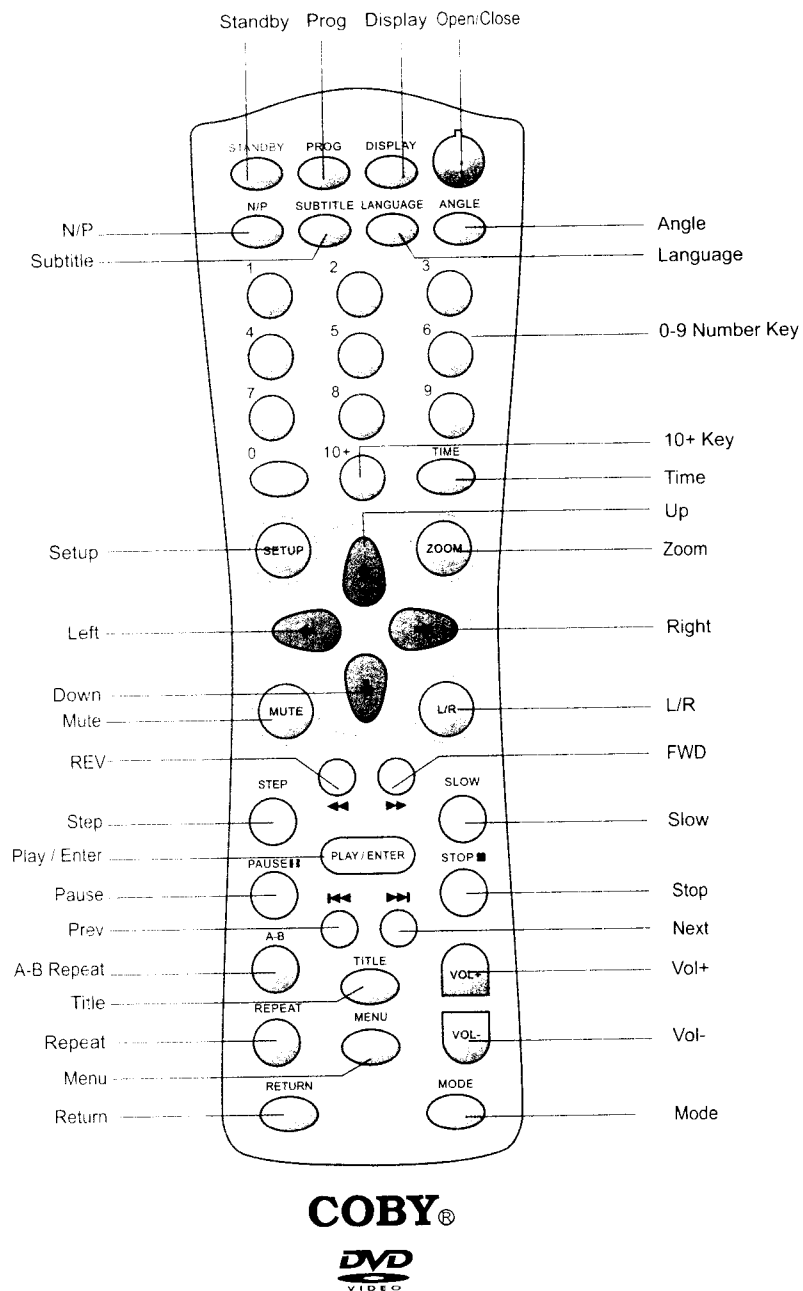 Standby Prog Display Open/Close
STANDBY PROG DISPLAY
N/P SUBTITLE LANGUAGE ANGLE
N/P
Angle
Subtitle
Language
1 2 3
4 5 6
0-9 Number Key
7 8 9
10+ Key
0 10+ TIME
Time
Up
Setup
SETUP ZOOM
Zoom
Left
Right
Down
Mute
MUTE L/R
L/R
REV
FWD
STEP SLOW
Step
Slow
Play / Enter
PLAY / ENTER
PAUSE STOP
Pause
Stop
Prev
Next
A-B
A-B Repeat
VOL+
Vol+
TITLE
Title
REPEAT MENU
Repeat
VOL-
Vol-
Menu
RETURN MODE
Return
Mode
COBY®
DVD
VIDEO